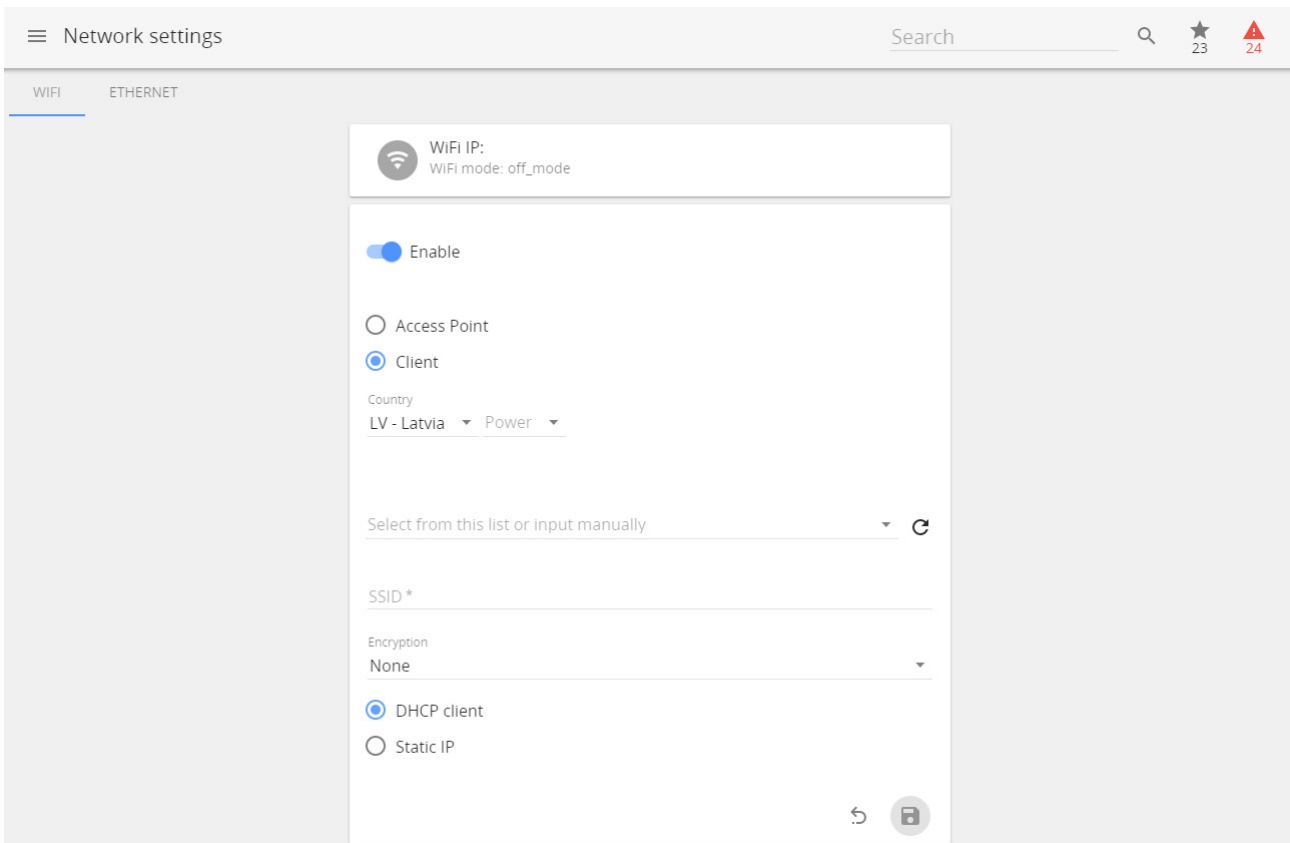 Network settings
Search
23
24
WIFI
ETHERNET
WiFi IP:
WiFi mode: off_mode
Enable
Access Point
Client
Country
LV - Latvia
Power
Select from this list or input manually
SSID *
Encryption
None
DHCP client
Static IP